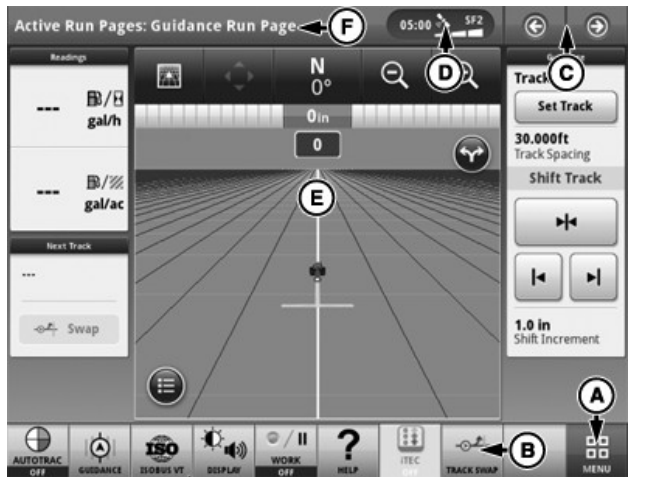 Active Run Pages: Guidance Run Page
F
05:00
SF2
D
C
Readings
---
gal/h
---
gal/ac
Next Track
---
Swap
N
0°
0in
0
E
Track
Set Track
30.000ft
Track Spacing
Shift Track
1.0 in
Shift Increment
A
B
AUTOTRAC
OFF
GUIDANCE
ISO
ISOBUS VT
DISPLAY
WORK
OFF
?
HELP
iTEC
OFF
TRACK SWAP
MENU